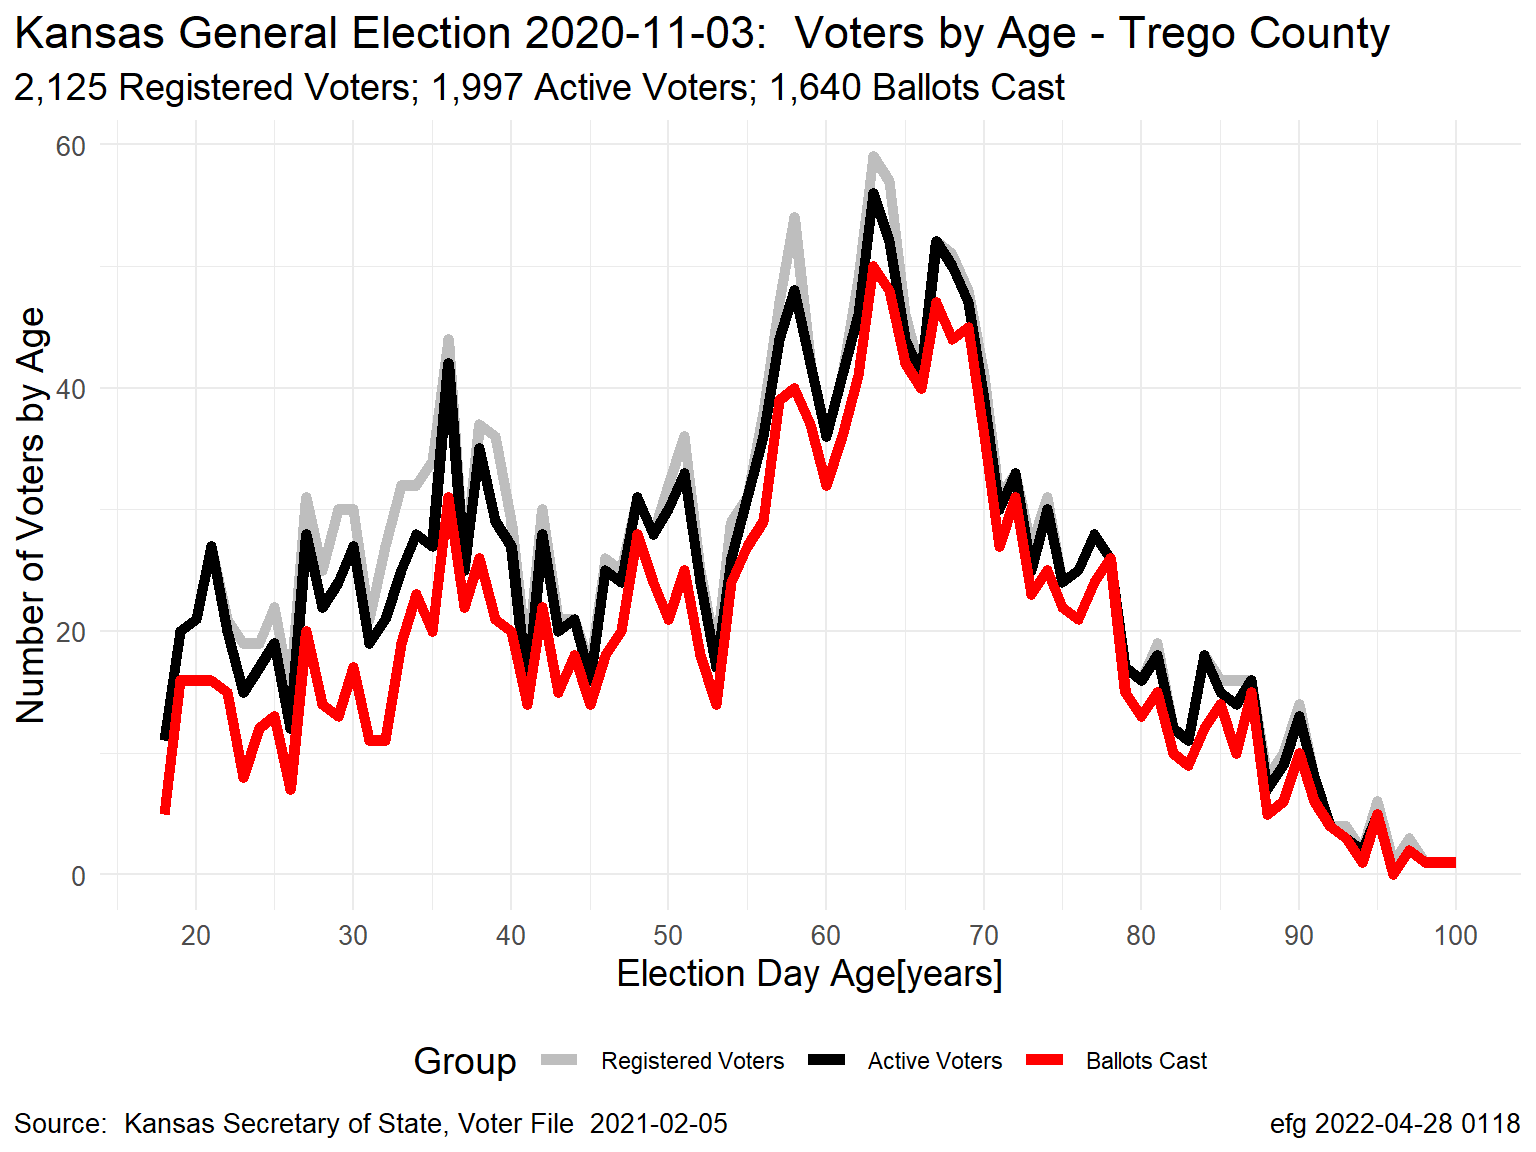 Kansas General Election 2020-11-03:  Voters by Age - Trego County
2,125 Registered Voters; 1,997 Active Voters; 1,640 Ballots Cast
Number of Voters by Age
60
40
20
0
20 30 40 50 60 70 80 90 100
Election Day Age[years]
Group Registered Voters Active Voters Ballots Cast
Source:  Kansas Secretary of State, Voter File  2021-02-05
efg 2022-04-28 0118